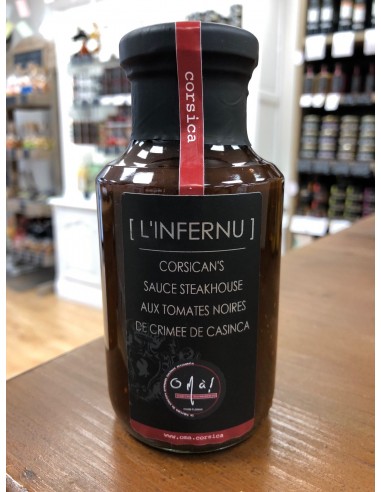 corsica
[ L'INFERNU ]
CORSICAN'S
SAUCE STEAKHOUSE
AUX TOMATES NOIRES
DE CRIMEE DE CASINCA
Omà!
www.oma.corsica